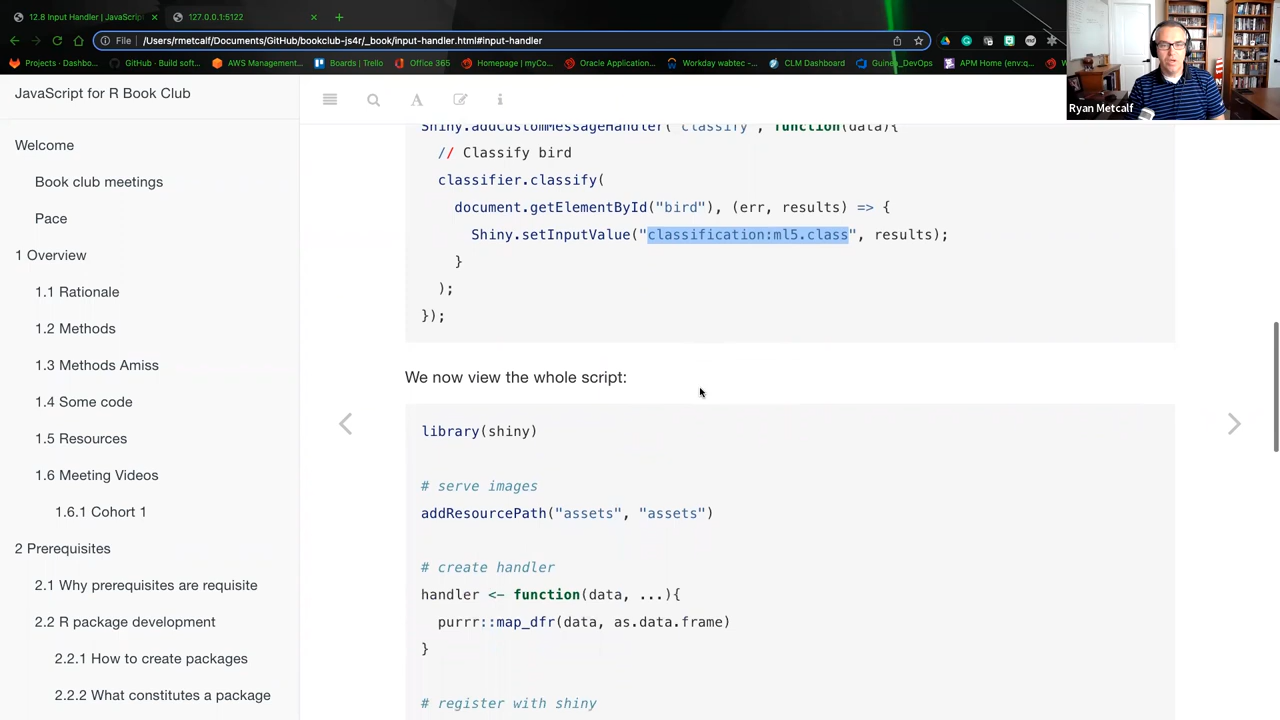 12.8 Input Handler | JavaScrip
127.0.0.1:5122
File
/Users/rmetcalf/Documents/GitHub/bookclub-js4r/_book/input-handler.html#input-handler
Projects - Dashbo...
GitHub - Build soft...
AWS Management...
Boards | Trello
Office 365
Homepage | myCo...
Oracle Application...
Workday wabtec -...
CLM Dashboard
Guinea_DevOps
APM Home (env:q...
Ryan Metcalf
JavaScript for R Book Club
Welcome
Book club meetings
Pace
1 Overview
1.1 Rationale
1.2 Methods
1.3 Methods Amiss
1.4 Some code
1.5 Resources
1.6 Meeting Videos
1.6.1 Cohort 1
2 Prerequisites
2.1 Why prerequisites are requisite
2.2 R package development
2.2.1 How to create packages
2.2.2 What constitutes a package
Shiny.addCustomMessageHandler("classify", function(data){
// Classify bird
classifier.classify(
document.getElementById("bird"), (err, results) => {
Shiny.setInputValue("classification:ml5.class", results);
}
);
});
We now view the whole script:
library(shiny)
# serve images
addResourcePath("assets", "assets")
# create handler
handler <- function(data, ...){
purrr::map_dfr(data, as.data.frame)
}
# register with shiny